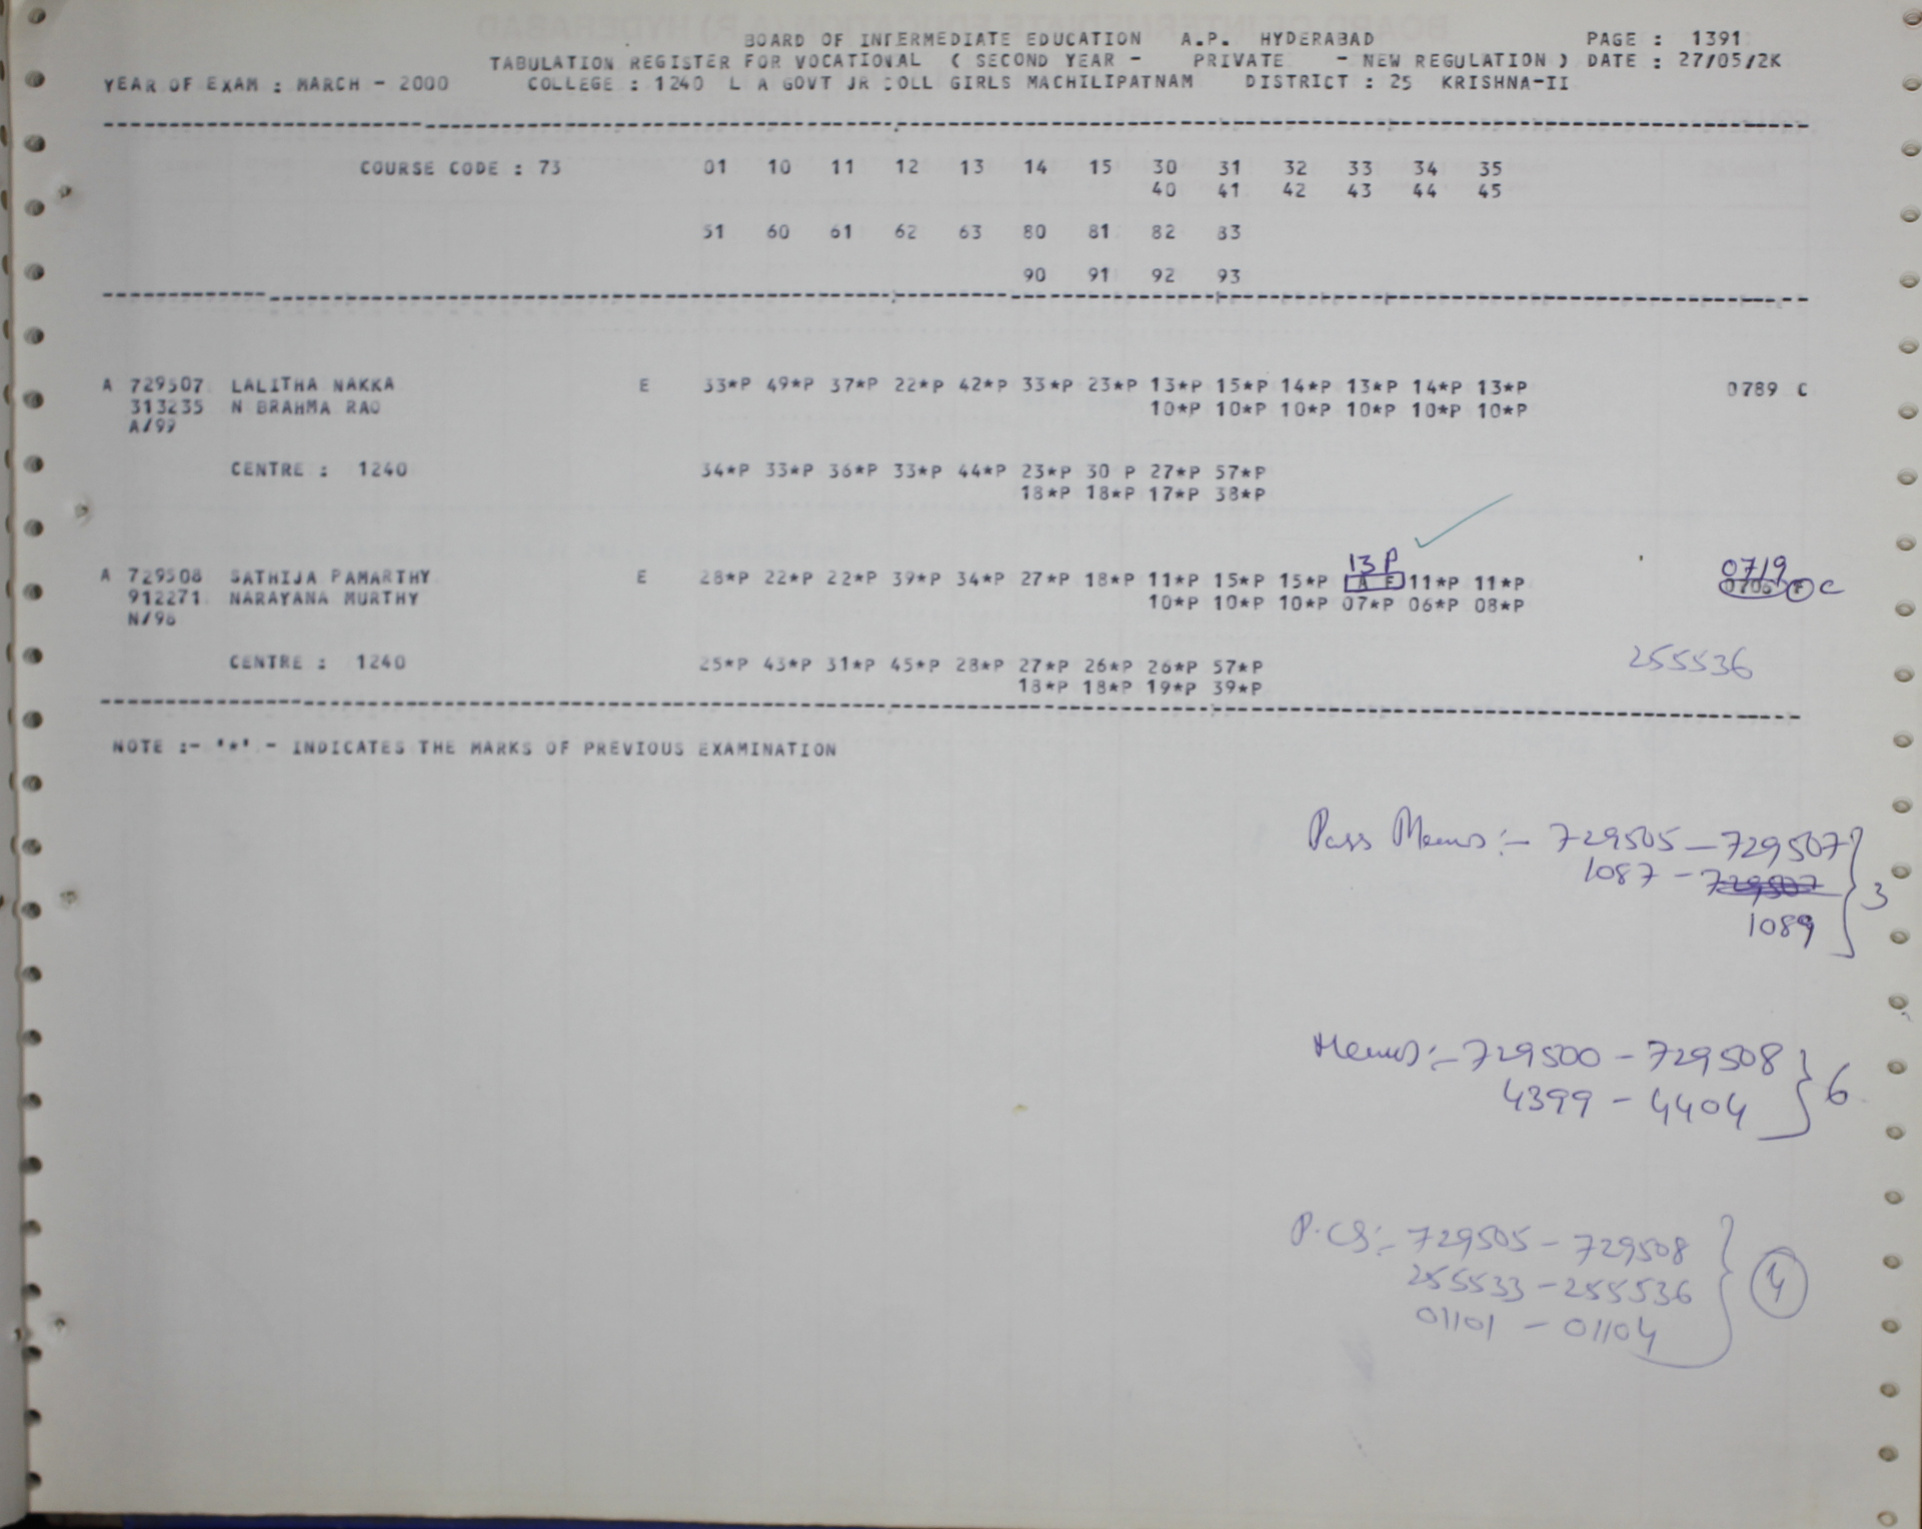 BOARD OF INTERMEDIATE EDUCATION A.P. HYDERABAD PAGE : 1391
TABULATION REGISTER FOR VOCATIONAL ( SECOND YEAR - PRIVATE - NEW REGULATION ) DATE : 27/05/2K
YEAR OF EXAM : MARCH - 2000 COLLEGE : 1240 L A GOVT JR COLL GIRLS MACHILIPATNAM DISTRICT : 25 KRISHNA-II
COURSE CODE : 73 01 10 11 12 13 14 15 30 31 32 33 34 35
40 41 42 43 44 45
51 60 61 62 63 80 81 82 83
90 91 92 93
A 729507 LALITHA NAKKA E 33*P 49*P 37*P 22*P 42*P 33*P 23*P 13*P 15*P 14*P 13*P 14*P 13*P 0789 C
313235 N BRAHMA RAO 10*P 10*P 10*P 10*P 10*P 10*P
A/99
CENTRE : 1240 34*P 33*P 36*P 33*P 44*P 23*P 30 P 27*P 57*P
18*P 18*P 17*P 38*P
13 P 0719
A 729508 SATHIJA PAMARTHY E 28*P 22*P 22*P 39*P 34*P 27*P 18*P 11*P 15*P 15*P A F 11*P 11*P 0706 F C
912271 NARAYANA MURTHY 10*P 10*P 10*P 07*P 06*P 08*P
N/98
CENTRE : 1240 25*P 43*P 31*P 45*P 28*P 27*P 26*P 26*P 57*P 255536
18*P 18*P 19*P 39*P
NOTE :- '*' - INDICATES THE MARKS OF PREVIOUS EXAMINATION
Pass Memos :- 729505 - 729507
1087 - 729507 3
1089
Memos :- 729500 - 729508
4399 - 4404 6
P.CS :- 729505 - 729508
255533 - 255536 4
01101 - 01104